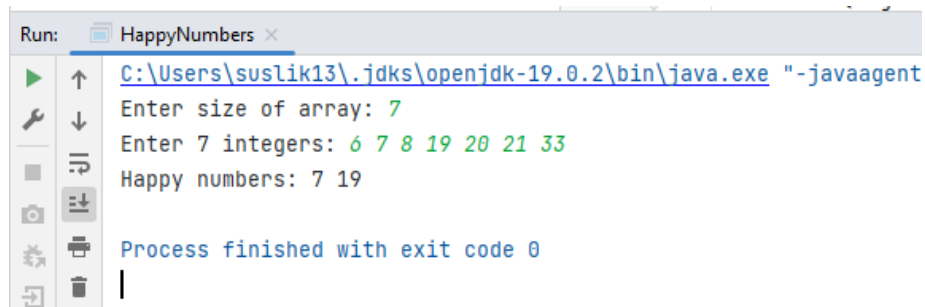 Run: HappyNumbers ×
C:\Users\suslik13\.jdks\openjdk-19.0.2\bin\java.exe "-javaagent
Enter size of array: 7
Enter 7 integers: 6 7 8 19 20 21 33
Happy numbers: 7 19
Process finished with exit code 0